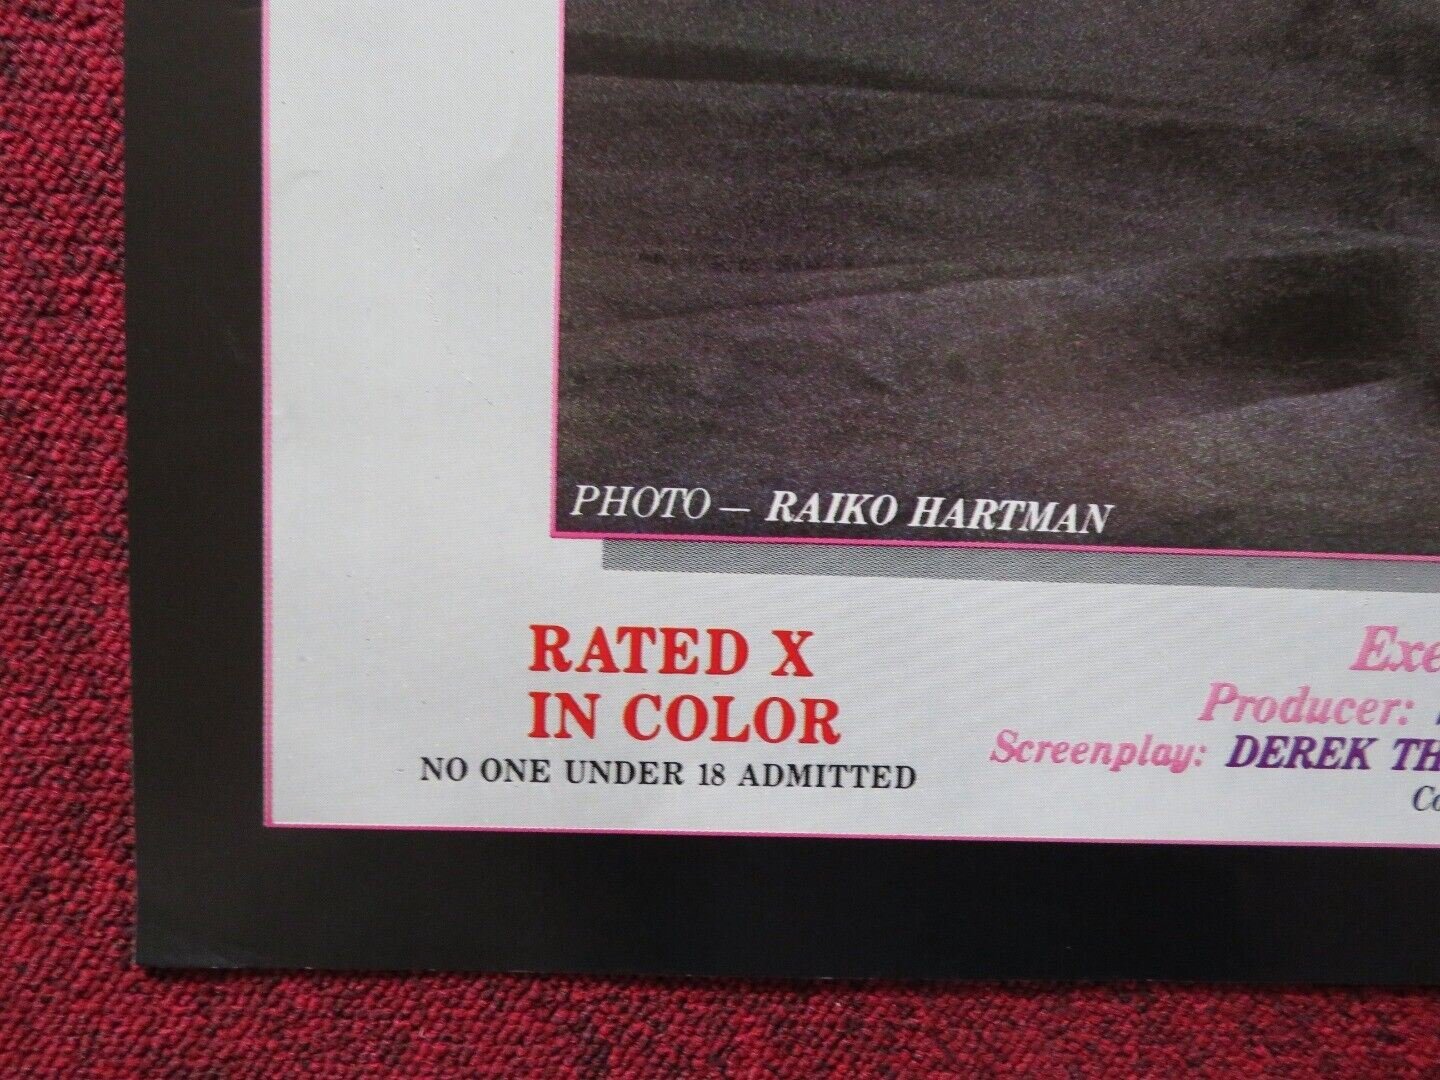 PHOTO — RAIKO HARTMAN
RATED X
IN COLOR
NO ONE UNDER 18 ADMITTED
Producer:
Screenplay: DEREK